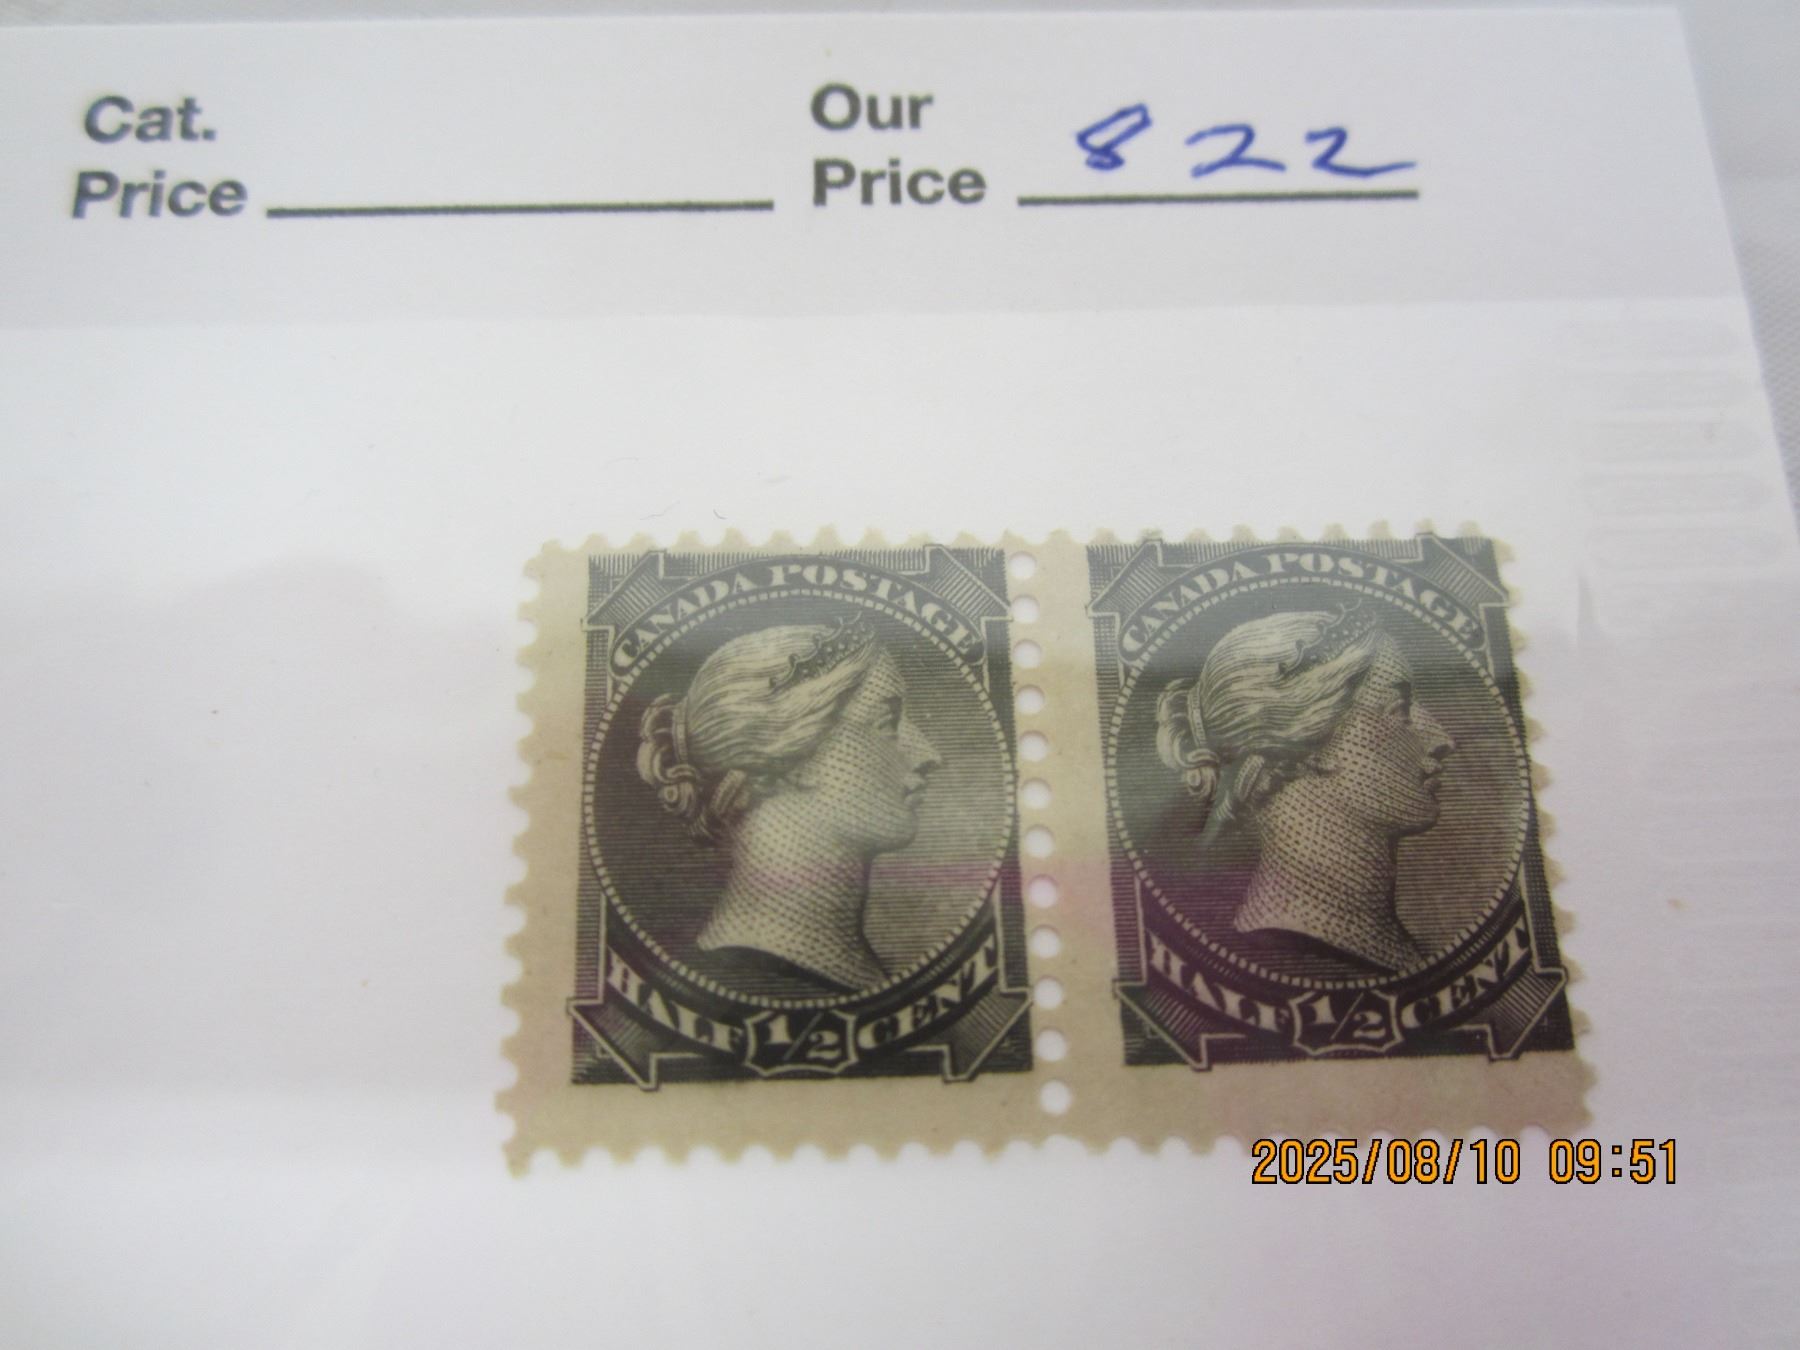 Cat.
Price
Our
Price 822
CANADA POSTAGE
HALF 1/2 CENT
CANADA POSTAGE
HALF 1/2 CENT
2025/08/10 09:51